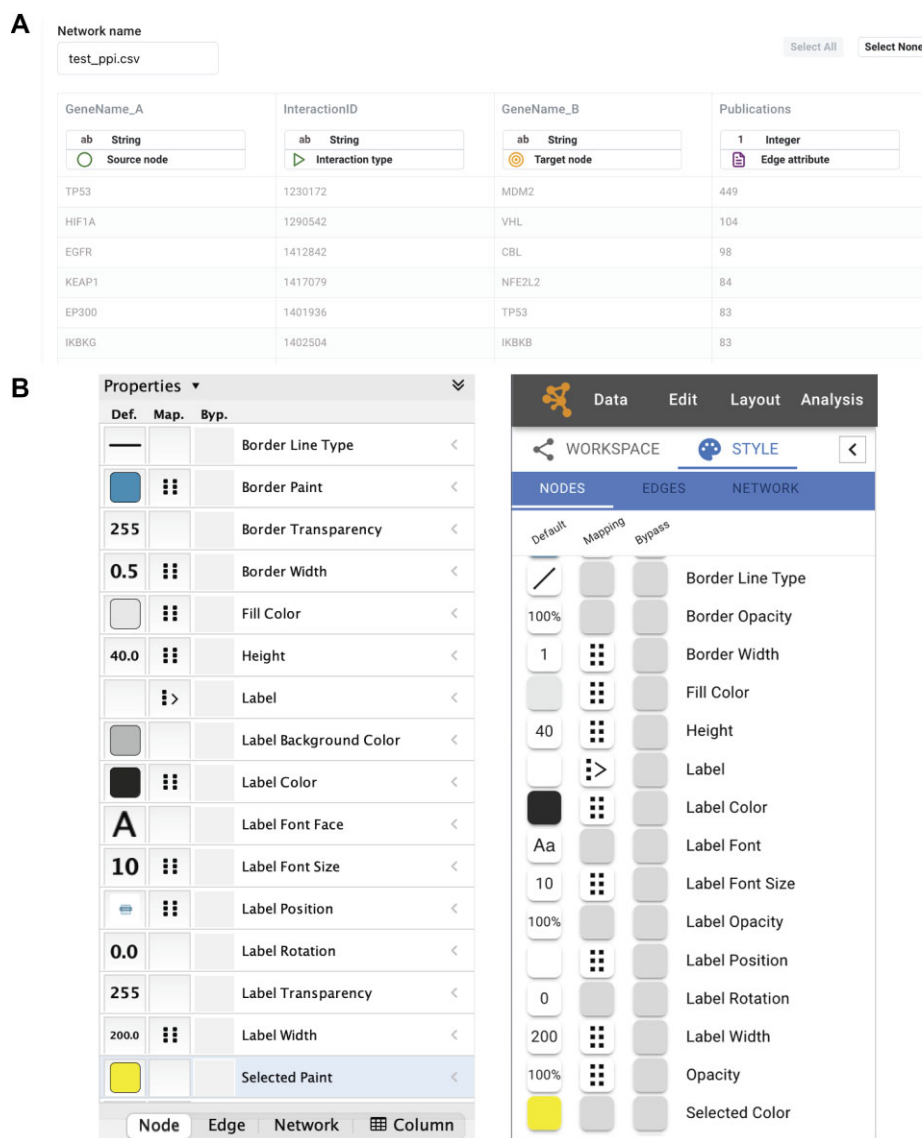 A
Network name
test_ppi.csv
Select All Select None
GeneName_A InteractionID GeneName_B Publications
ab String ab String ab String 1 Integer
Source node Interaction type Target node Edge attribute
TP53 1230172 MDM2 449
HIF1A 1290542 VHL 104
EGFR 1412842 CBL 98
KEAP1 1417079 NFE2L2 84
EP300 1401936 TP53 83
IKBKG 1402504 IKBKB 83
B
Properties
Def. Map. Byp.
Border Line Type
Border Paint
255 Border Transparency
0.5 Border Width
Fill Color
40.0 Height
Label
Label Background Color
Label Color
A Label Font Face
10 Label Font Size
Label Position
0.0 Label Rotation
255 Label Transparency
200.0 Label Width
Selected Paint
Node Edge Network Column
Data Edit Layout Analysis
WORKSPACE STYLE
NODES EDGES NETWORK
Default Mapping Bypass
Border Line Type
100% Border Opacity
1 Border Width
Fill Color
40 Height
Label
Label Color
Aa Label Font
10 Label Font Size
100% Label Opacity
Label Position
0 Label Rotation
200 Label Width
100% Opacity
Selected Color